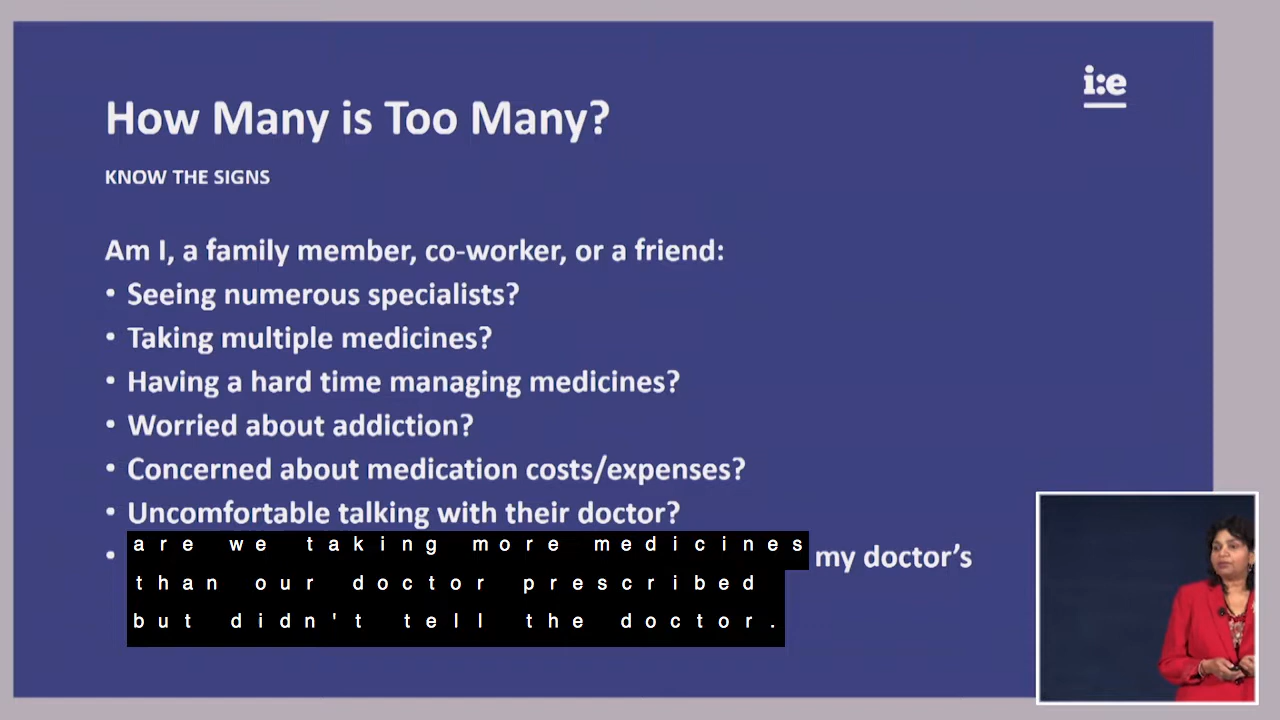 i:e
How Many is Too Many?
KNOW THE SIGNS
Am I, a family member, co-worker, or a friend:
• Seeing numerous specialists?
• Taking multiple medicines?
• Having a hard time managing medicines?
• Worried about addiction?
• Concerned about medication costs/expenses?
• Uncomfortable talking with their doctor?
• my doctor's
are we taking more medicines
than our doctor prescribed
but didn't tell the doctor.